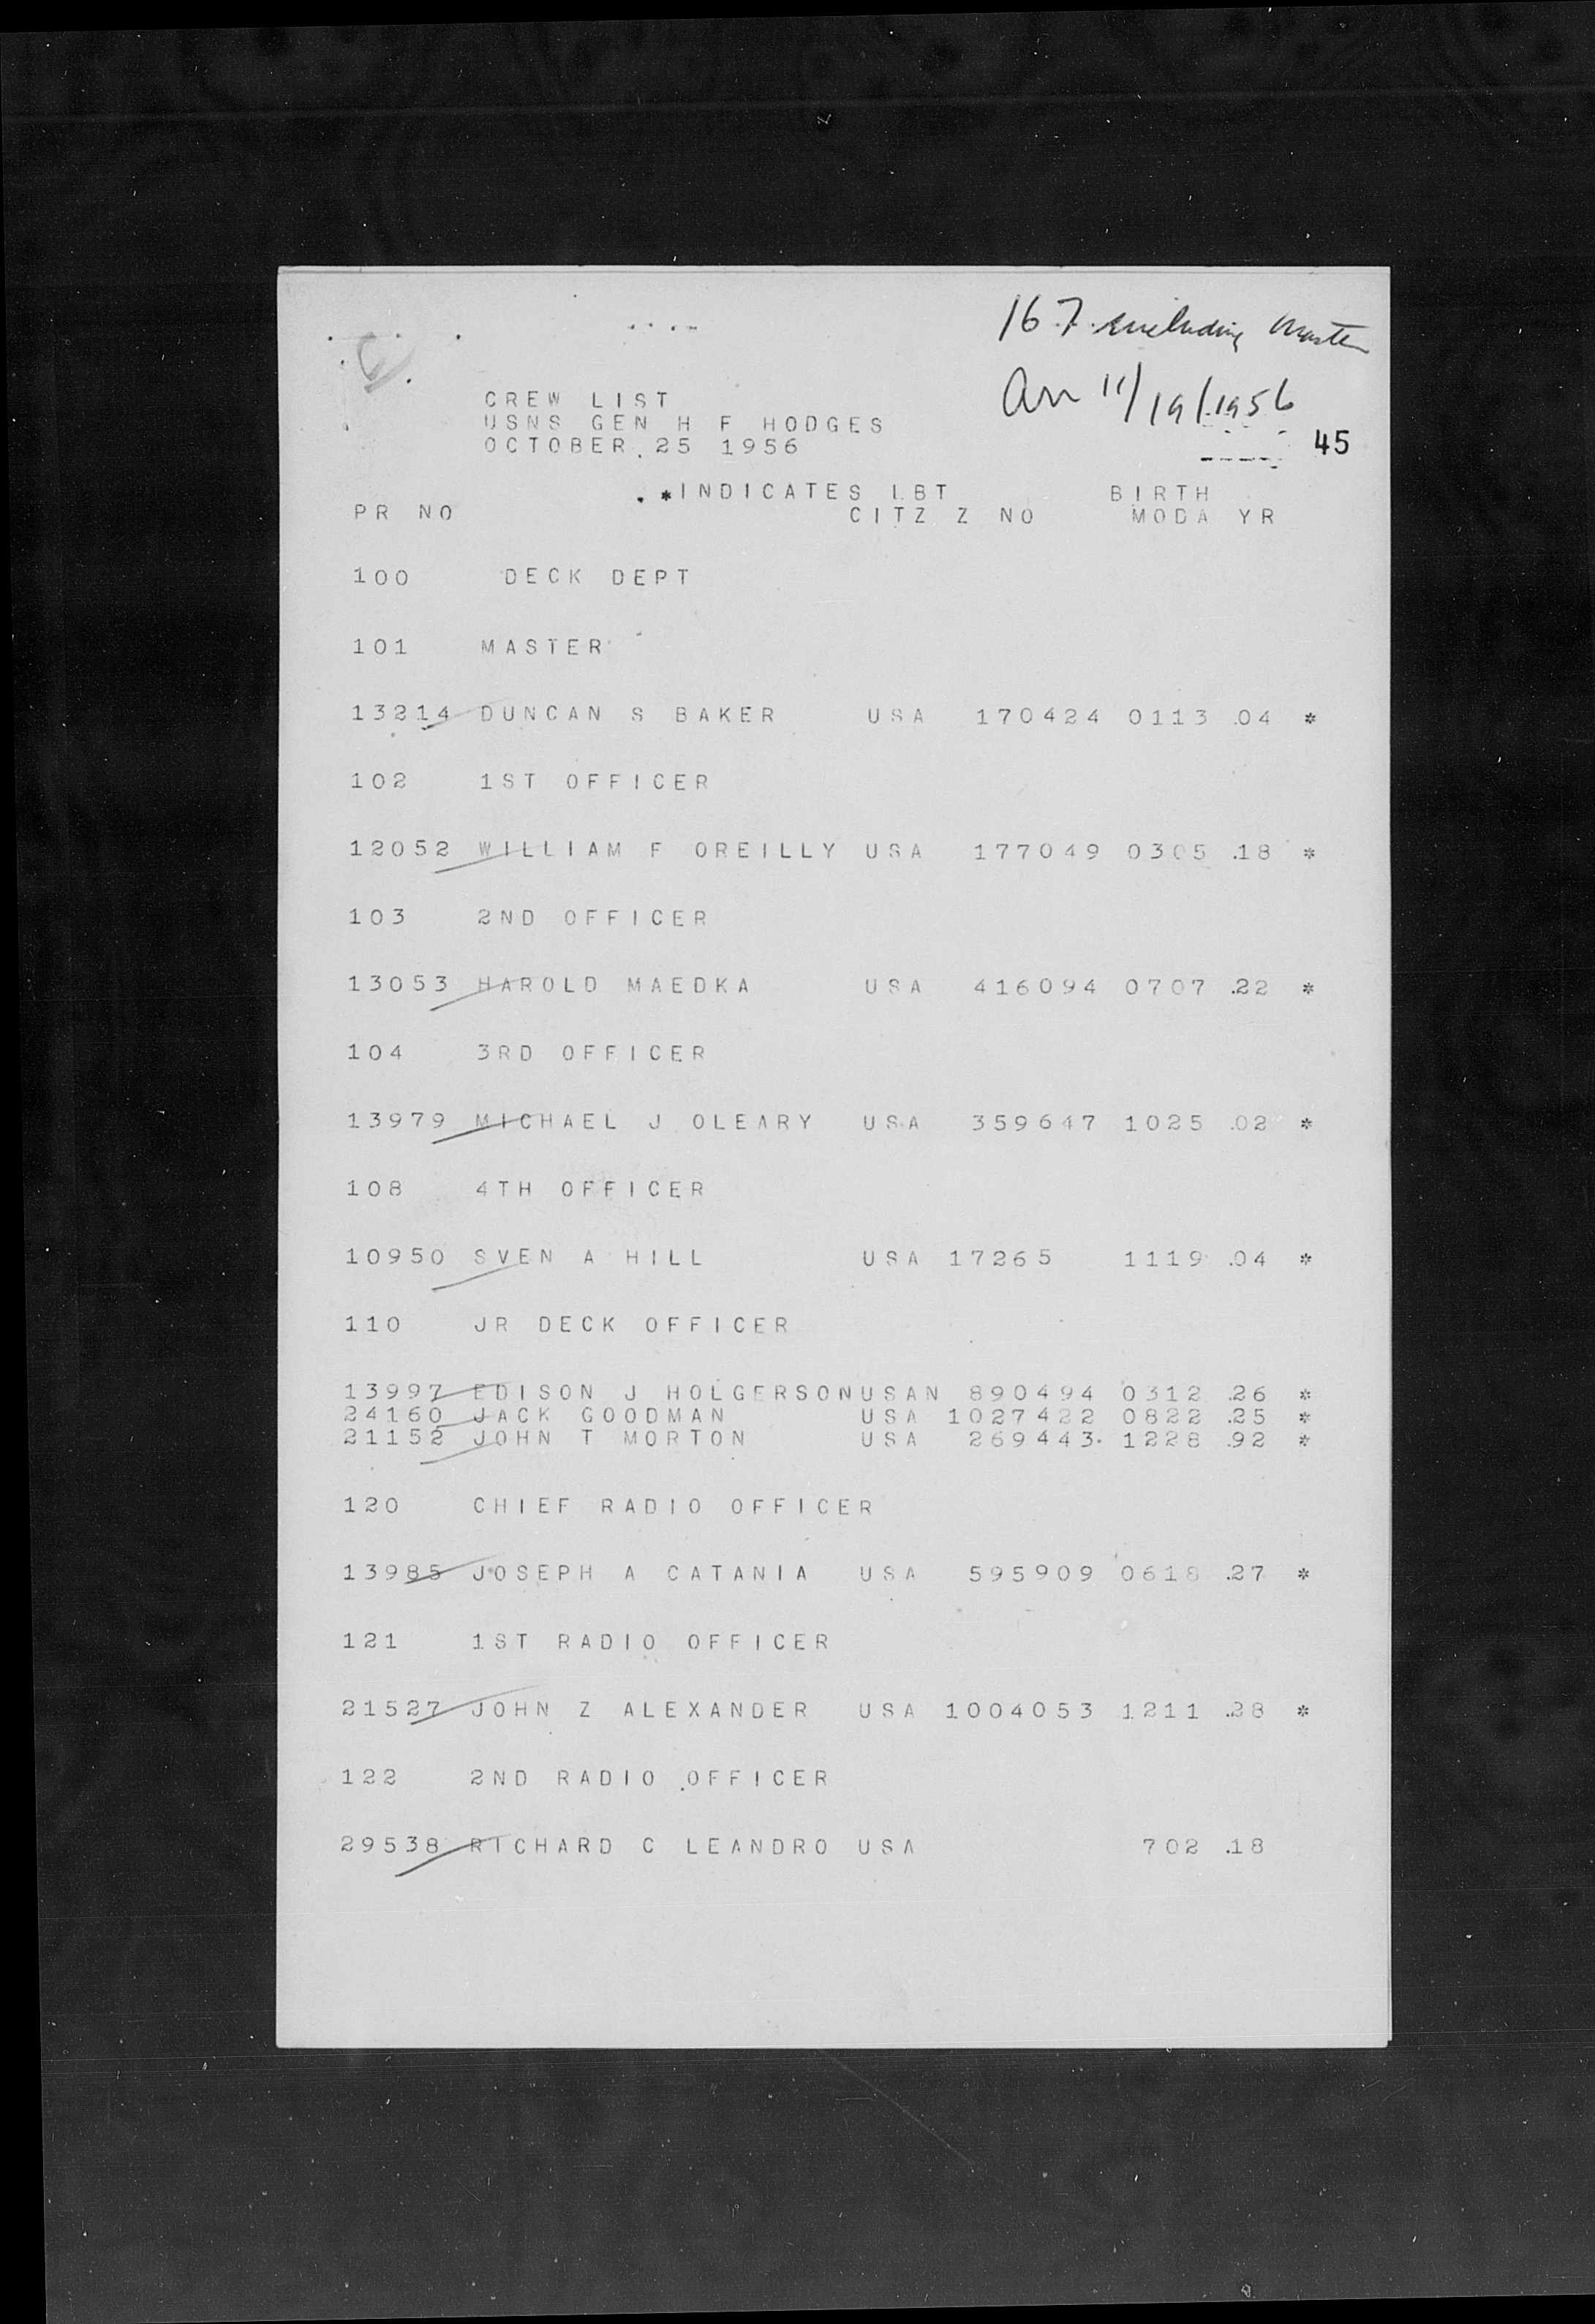 167 including Master
Arr 11/19/1956
CREW LIST
USNS GEN H F HODGES
OCTOBER 25 1956
45
*INDICATES LBT BIRTH
PR NO CITZ Z NO MODA YR
100 DECK DEPT
101 MASTER
13214 DUNCAN S BAKER USA 170424 0113 .04 *
102 1ST OFFICER
12052 WILLIAM F OREILLY USA 177049 0305 .18 *
103 2ND OFFICER
13053 HAROLD MAEDKA USA 416094 0707 .22 *
104 3RD OFFICER
13979 MICHAEL J OLEARY USA 359647 1025 .02 *
108 4TH OFFICER
10950 SVEN A HILL USA 17265 1119 .04 *
110 JR DECK OFFICER
13997 EDISON J HOLGERSONUSAN 890494 0312 .26 *
24160 JACK GOODMAN USA 1027422 0822 .25 *
21152 JOHN T MORTON USA 269443 1228 .92 *
120 CHIEF RADIO OFFICER
13985 JOSEPH A CATANIA USA 595909 0618 .27 *
121 1ST RADIO OFFICER
21527 JOHN Z ALEXANDER USA 1004053 1211 .28 *
122 2ND RADIO OFFICER
29538 RICHARD C LEANDRO USA 702 .18